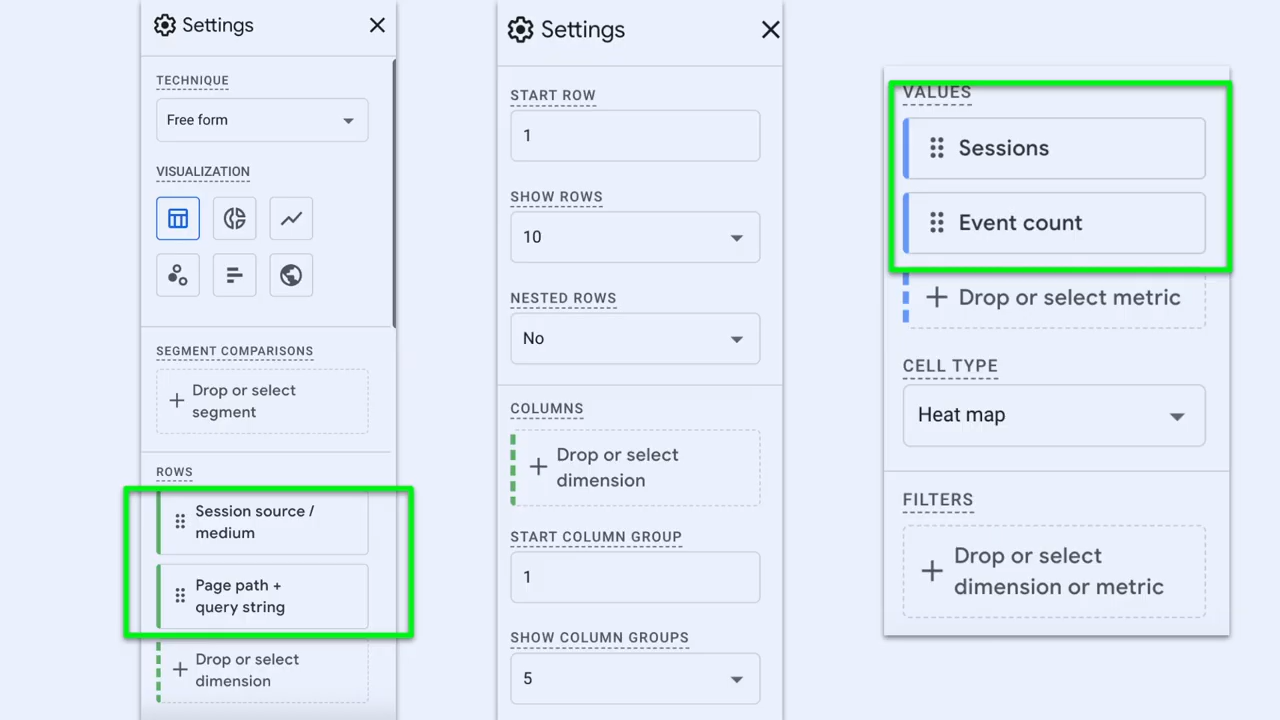 Settings
TECHNIQUE
Free form
VISUALIZATION
SEGMENT COMPARISONS
Drop or select
segment
ROWS
Session source /
medium
Page path +
query string
Drop or select
dimension
Settings
START ROW
1
SHOW ROWS
10
NESTED ROWS
No
COLUMNS
Drop or select
dimension
START COLUMN GROUP
1
SHOW COLUMN GROUPS
5
VALUES
Sessions
Event count
Drop or select metric
CELL TYPE
Heat map
FILTERS
Drop or select
dimension or metric